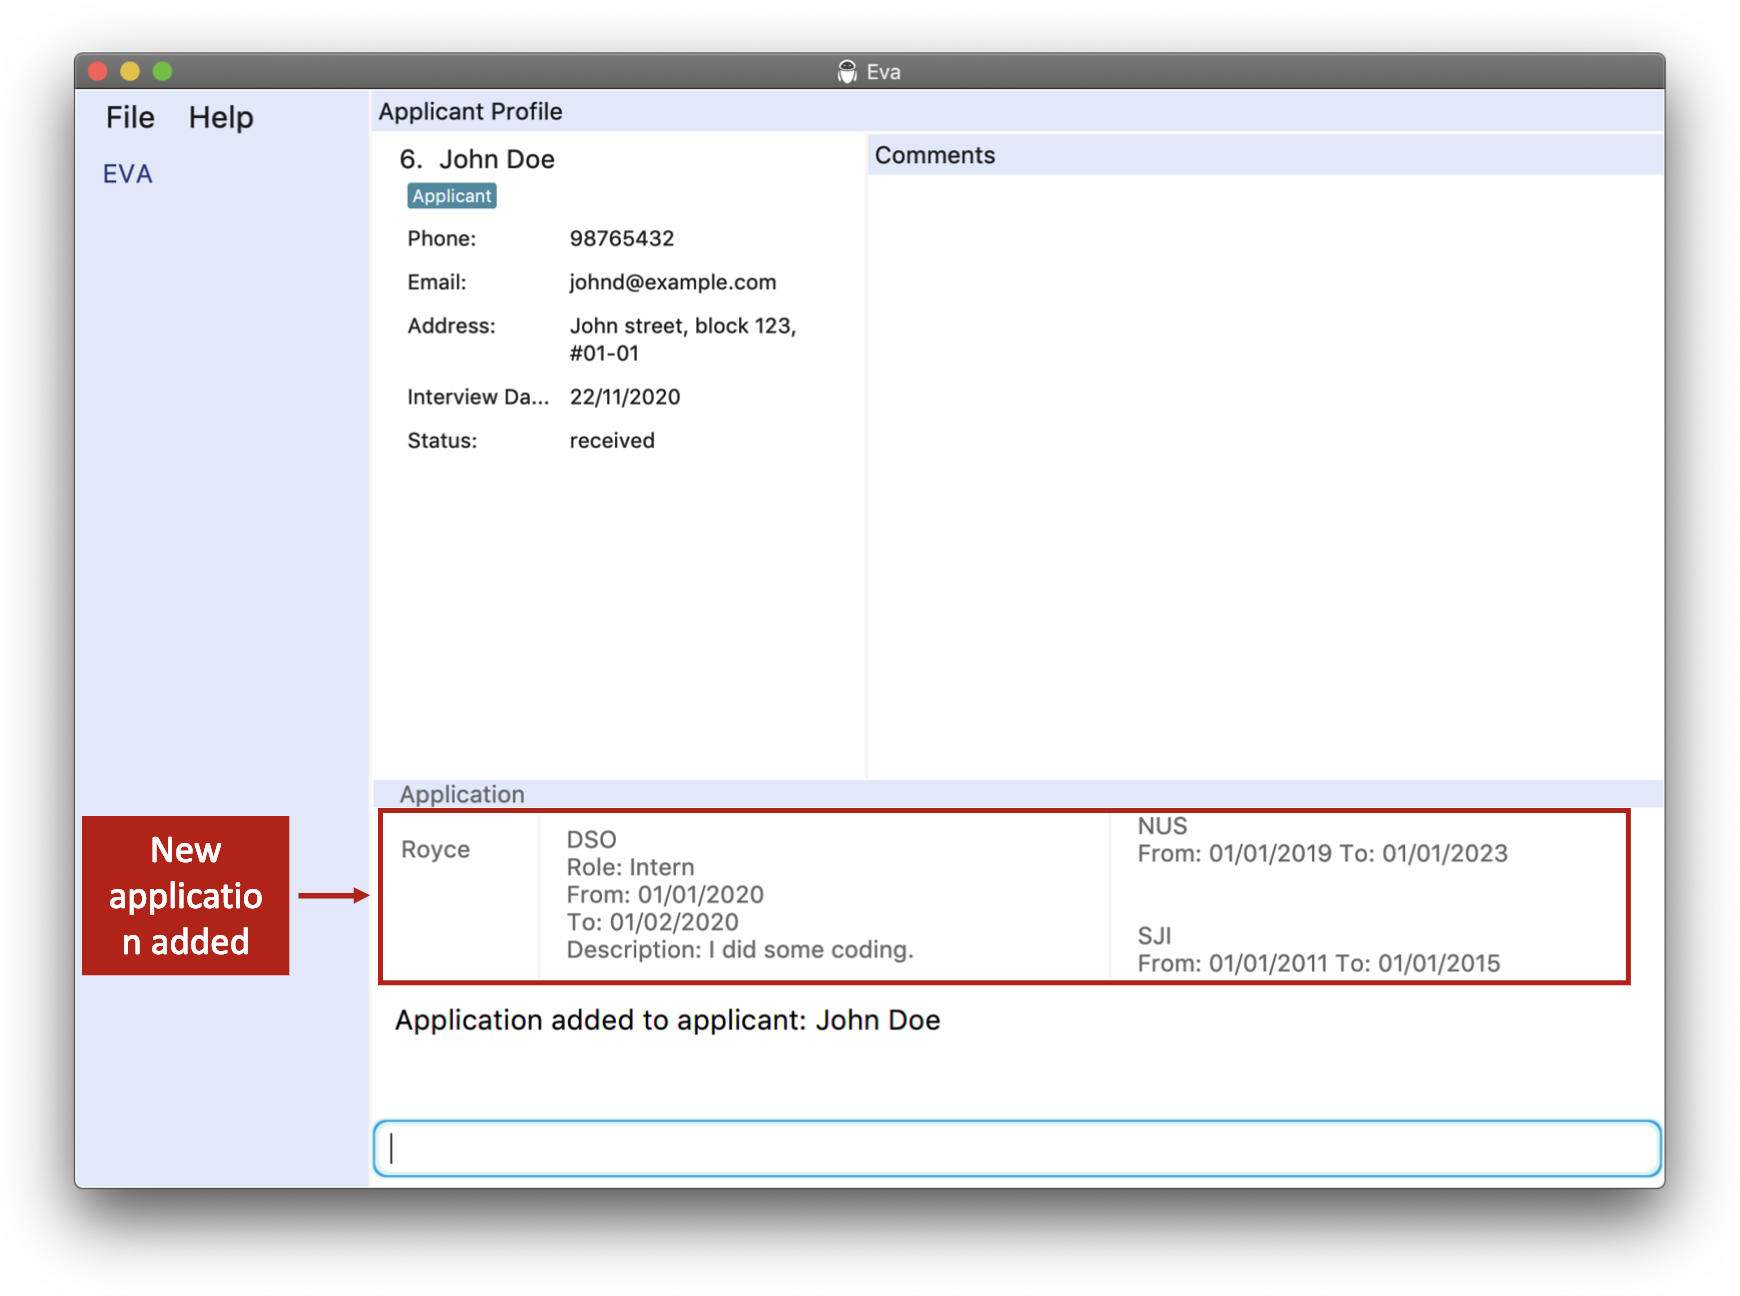 Eva
File Help
EVA
Applicant Profile
6. John Doe
Applicant
Phone: 98765432
Email: johnd@example.com
Address: John street, block 123,
#01-01
Interview Da... 22/11/2020
Status: received
Comments
Application
Royce
DSO
Role: Intern
From: 01/01/2020
To: 01/02/2020
Description: I did some coding.
NUS
From: 01/01/2019 To: 01/01/2023
SJI
From: 01/01/2011 To: 01/01/2015
New
applicatio
n added
Application added to applicant: John Doe